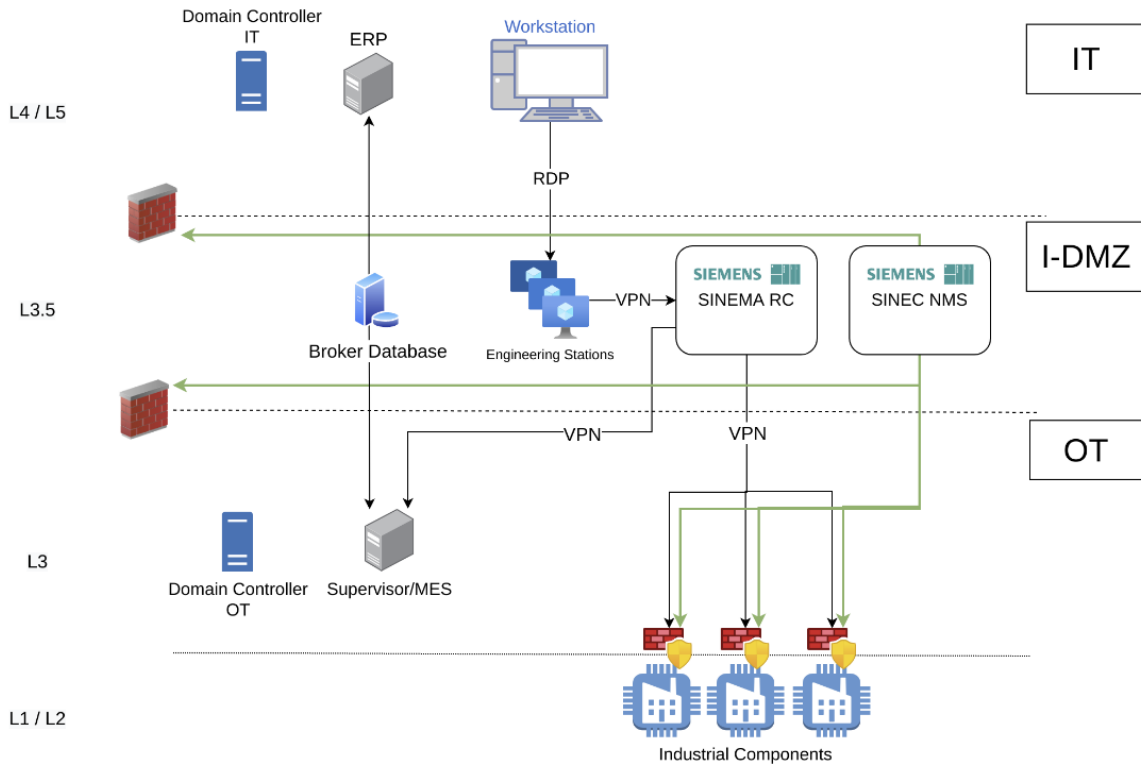 Domain Controller
IT
ERP
Workstation
IT
L4 / L5
RDP
I-DMZ
SIEMENS
SINEMA RC
SIEMENS
SINEC NMS
L3.5
VPN
Broker Database
Engineering Stations
VPN
VPN
OT
L3
Domain Controller
OT
Supervisor/MES
L1 / L2
Industrial Components